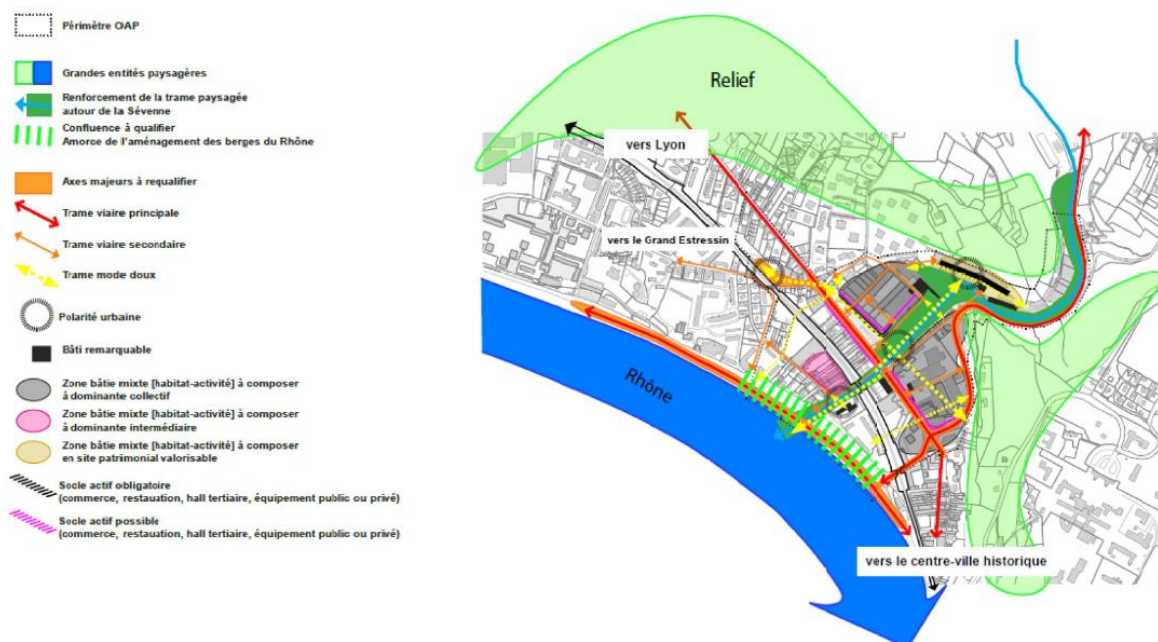 Périmètre OAP
Grandes entités paysagères
Renforcement de la trame paysagée
autour de la Sévenne
Confluence à qualifier
Amorce de l'aménagement des berges du Rhône
Axes majeurs à requalifier
Trame viaire principale
Trame viaire secondaire
Trame mode doux
Polarité urbaine
Bâti remarquable
Zone bâtie mixte [habitat-activité] à composer
à dominante collectif
Zone bâtie mixte [habitat-activité] à composer
à dominante intermédiaire
Zone bâtie mixte [habitat-activité] à composer
en site patrimonial valorisable
Socle actif obligatoire
(commerce, restauation, hall tertiaire, équipement public ou privé)
Socle actif possible
(commerce, restauation, hall tertiaire, équipement public ou privé)
Relief
vers Lyon
vers le Grand Estressin
Rhône
vers le centre-ville historique